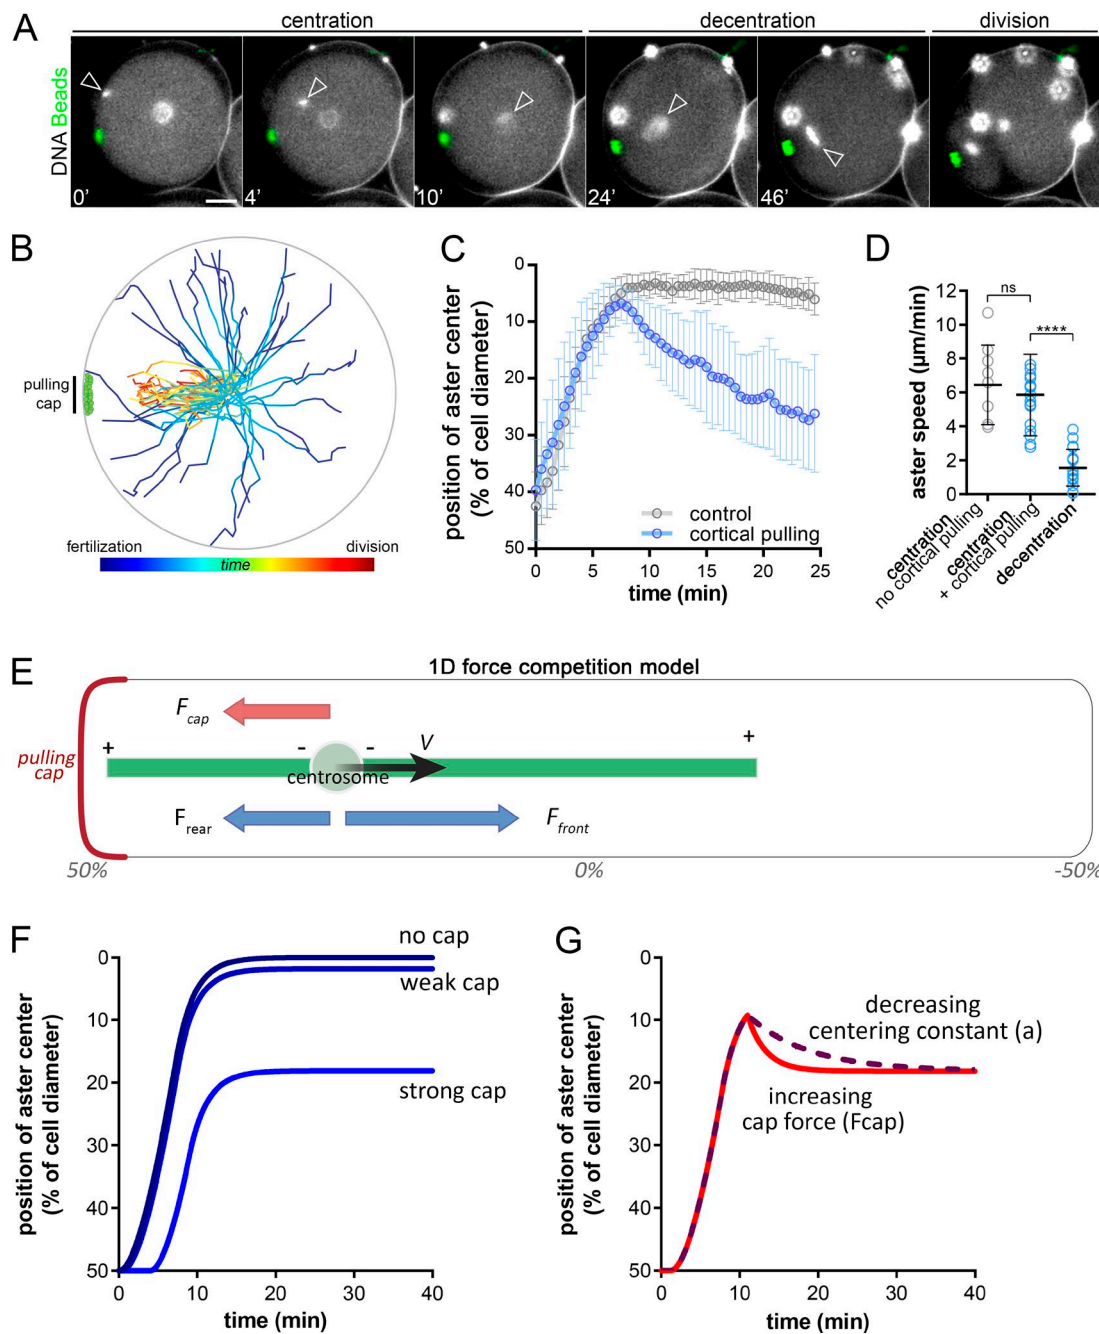 A
centration
decentration
division
DNA Beads
0’
4’
10’
24’
46’
B
pulling
cap
fertilization
division
time
C
position of aster center
(% of cell diameter)
0
10
20
30
40
50
control
cortical pulling
0
5
10
15
20
25
time (min)
D
aster speed (µm/min)
12
10
8
6
4
2
0
ns
****
centration
no cortical pulling
centration
+ cortical pulling
decentration
E
1D force competition model
Fcap
pulling
cap
+
-
-
V
+
centrosome
Frear
Ffront
50%
0%
-50%
F
position of aster center
(% of cell diameter)
0
10
20
30
40
50
no cap
weak cap
strong cap
0
10
20
30
40
time (min)
G
position of aster center
(% of cell diameter)
0
10
20
30
40
50
decreasing
centering constant (a)
increasing
cap force (Fcap)
0
10
20
30
40
time (min)